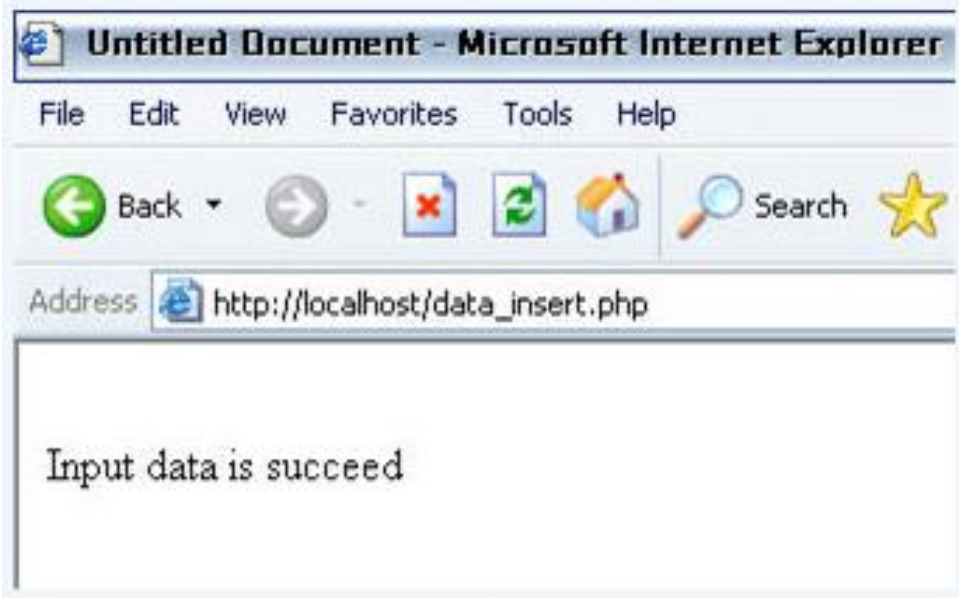 Untitled Document - Microsoft Internet Explorer
File Edit View Favorites Tools Help
Back Search
Address http://localhost/data_insert.php
Input data is succeed